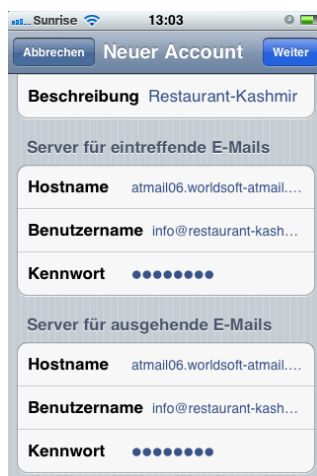 Sunrise 13:03
Abbrechen Neuer Account Weiter
Beschreibung Restaurant-Kashmir
Server für eintreffende E-Mails
Hostname atmail06.worldsoft-atmail....
Benutzername info@restaurant-kash...
Kennwort ●●●●●●●●
Server für ausgehende E-Mails
Hostname atmail06.worldsoft-atmail....
Benutzername info@restaurant-kash...
Kennwort ●●●●●●●●